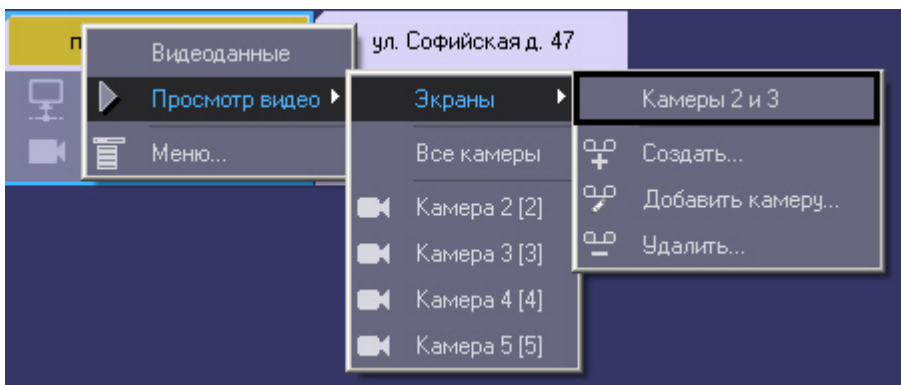 п
ул. Софийская д. 47
Видеоданные
Просмотр видео
Меню...
Экраны
Все камеры
Камера 2 [2]
Камера 3 [3]
Камера 4 [4]
Камера 5 [5]
Камеры 2 и 3
Создать...
Добавить камеру...
Удалить...